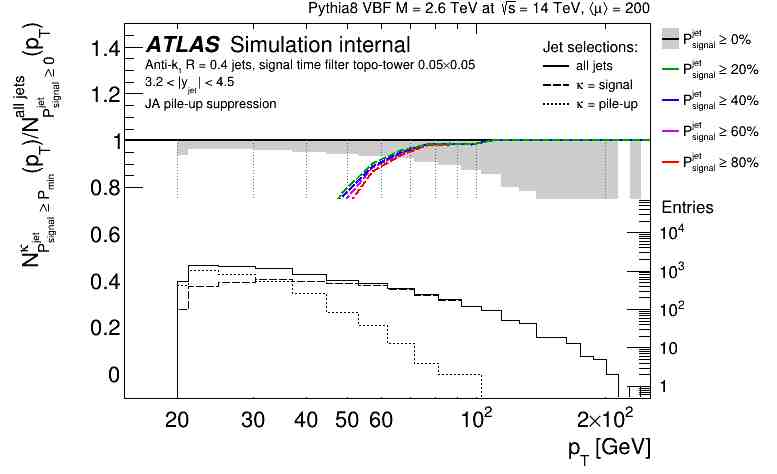 Pythia8 VBF M = 2.6 TeV at √s = 14 TeV, ⟨μ⟩ = 200
ATLAS Simulation internal
Anti-kt R = 0.4 jets, signal time filter topo-tower 0.05×0.05
3.2 < |y_jet| < 4.5
JA pile-up suppression
Jet selections:
all jets
κ = signal
κ = pile-up
P^jet_signal ≥ 0%
P^jet_signal ≥ 20%
P^jet_signal ≥ 40%
P^jet_signal ≥ 60%
P^jet_signal ≥ 80%
N^κ_{P^jet_signal ≥ P_min}(p_T)/N^{all jets}_{P^jet_signal ≥ 0}(p_T)
1.4
1.2
1
0.8
0.6
0.4
0.2
0
Entries
10^4
10^3
10^2
10
1
20
30
40
50
60
10^2
2×10^2
p_T [GeV]